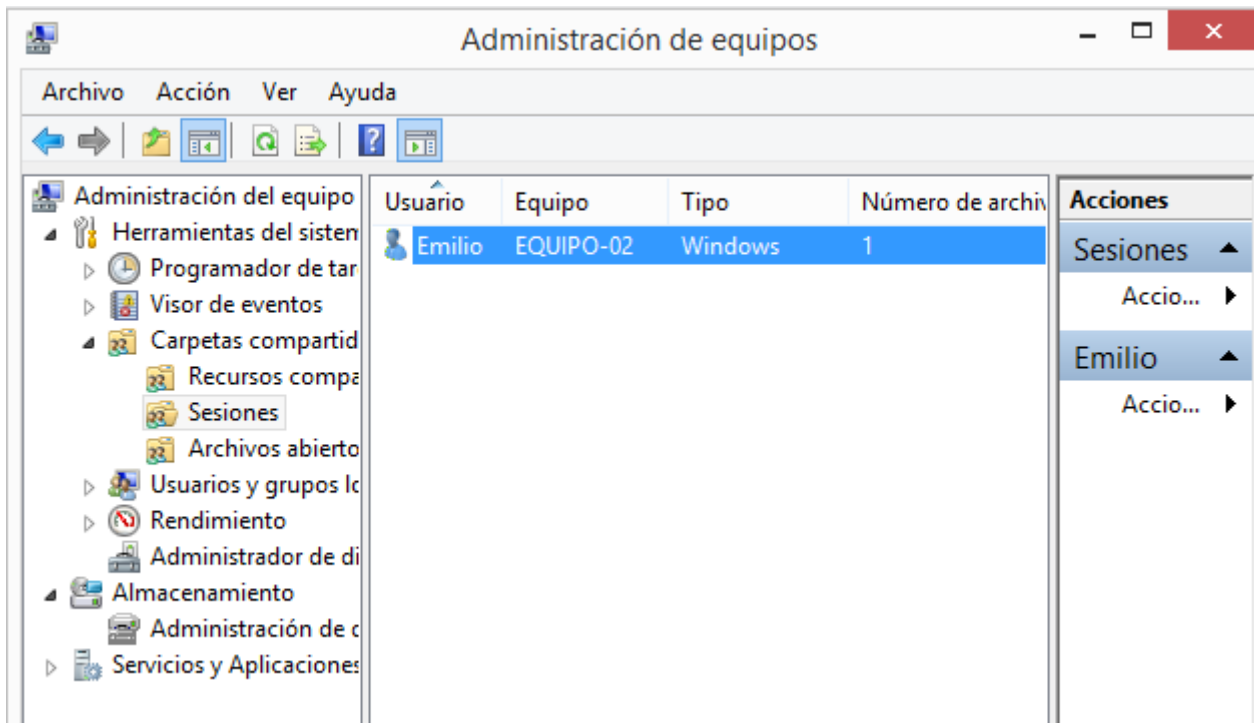 Administración de equipos
Archivo Acción Ver Ayuda
Administración del equipo
Herramientas del sistem
Programador de tar
Visor de eventos
Carpetas compartid
Recursos compa
Sesiones
Archivos abierto
Usuarios y grupos lo
Rendimiento
Administrador de di
Almacenamiento
Administración de d
Servicios y Aplicaciones
Usuario Equipo Tipo Número de archiv
Emilio EQUIPO-02 Windows 1
Acciones
Sesiones
Accio...
Emilio
Accio...